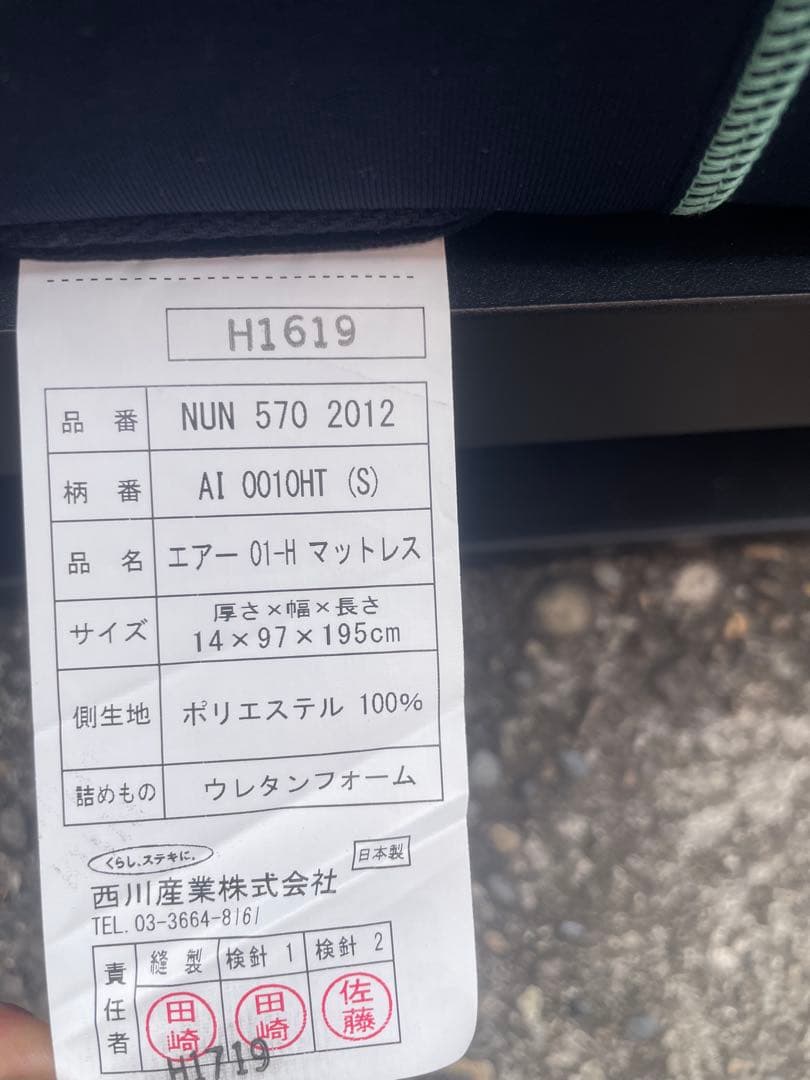 H1619
品番 NUN 570 2012
柄番 AI 0010HT (S)
品名 エアー 01-H マットレス
サイズ 厚さ×幅×長さ
14×97×195cm
側生地 ポリエステル 100%
詰めもの ウレタンフォーム
くらし、ステキに。
日本製
西川産業株式会社
TEL. 03-3664-8161
責任者 縫製 検針 1 検針 2
田崎 田崎 佐藤
H1719